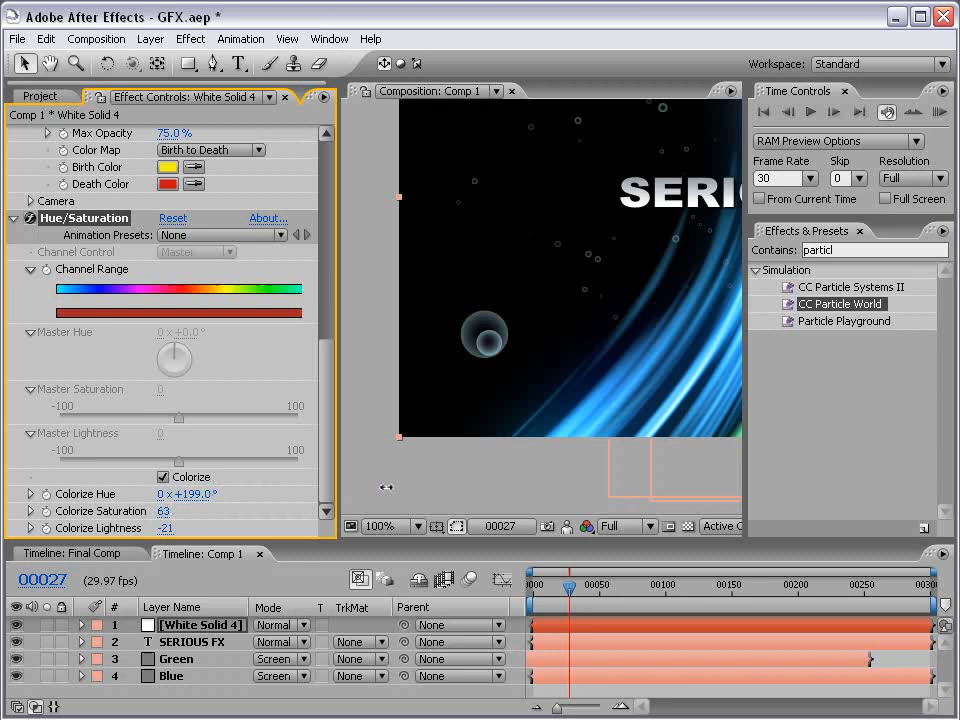 Adobe After Effects - GFX.aep *
File Edit Composition Layer Effect Animation View Window Help
Workspace: Standard
Project Effect Controls: White Solid 4
Comp 1 * White Solid 4
Max Opacity 75.0 %
Color Map Birth to Death
Birth Color
Death Color
Camera
Hue/Saturation Reset About...
Animation Presets: None
Channel Control Master
Channel Range
Master Hue 0 x +0.0°
Master Saturation 0
-100 100
Master Lightness 0
-100 100
Colorize
Colorize Hue 0 x +199.0°
Colorize Saturation 63
Colorize Lightness -21
Composition: Comp 1
SERIO
100% 00027 Full Active C
Time Controls
RAM Preview Options
Frame Rate Skip Resolution
30 0 Full
From Current Time Full Screen
Effects & Presets
Contains: particl
Simulation
CC Particle Systems II
CC Particle World
Particle Playground
Timeline: Final Comp Timeline: Comp 1
00027 (29.97 fps)
0000 00050 00100 00150 00200 00250 0030
# Layer Name Mode T TrkMat Parent
1 [White Solid 4] Normal None
2 T SERIOUS FX Normal None None
3 Green Screen None None
4 Blue Screen None None